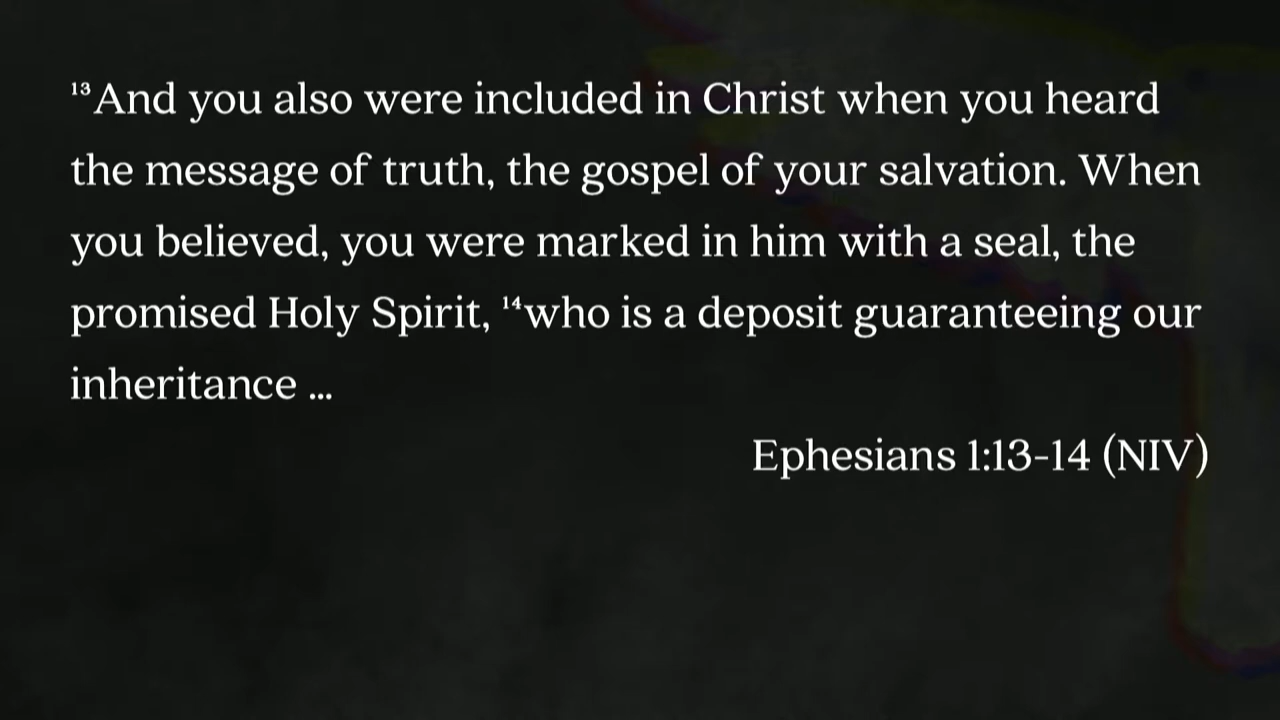 ¹³And you also were included in Christ when you heard
the message of truth, the gospel of your salvation. When
you believed, you were marked in him with a seal, the
promised Holy Spirit, ¹⁴who is a deposit guaranteeing our
inheritance ...
Ephesians 1:13-14 (NIV)